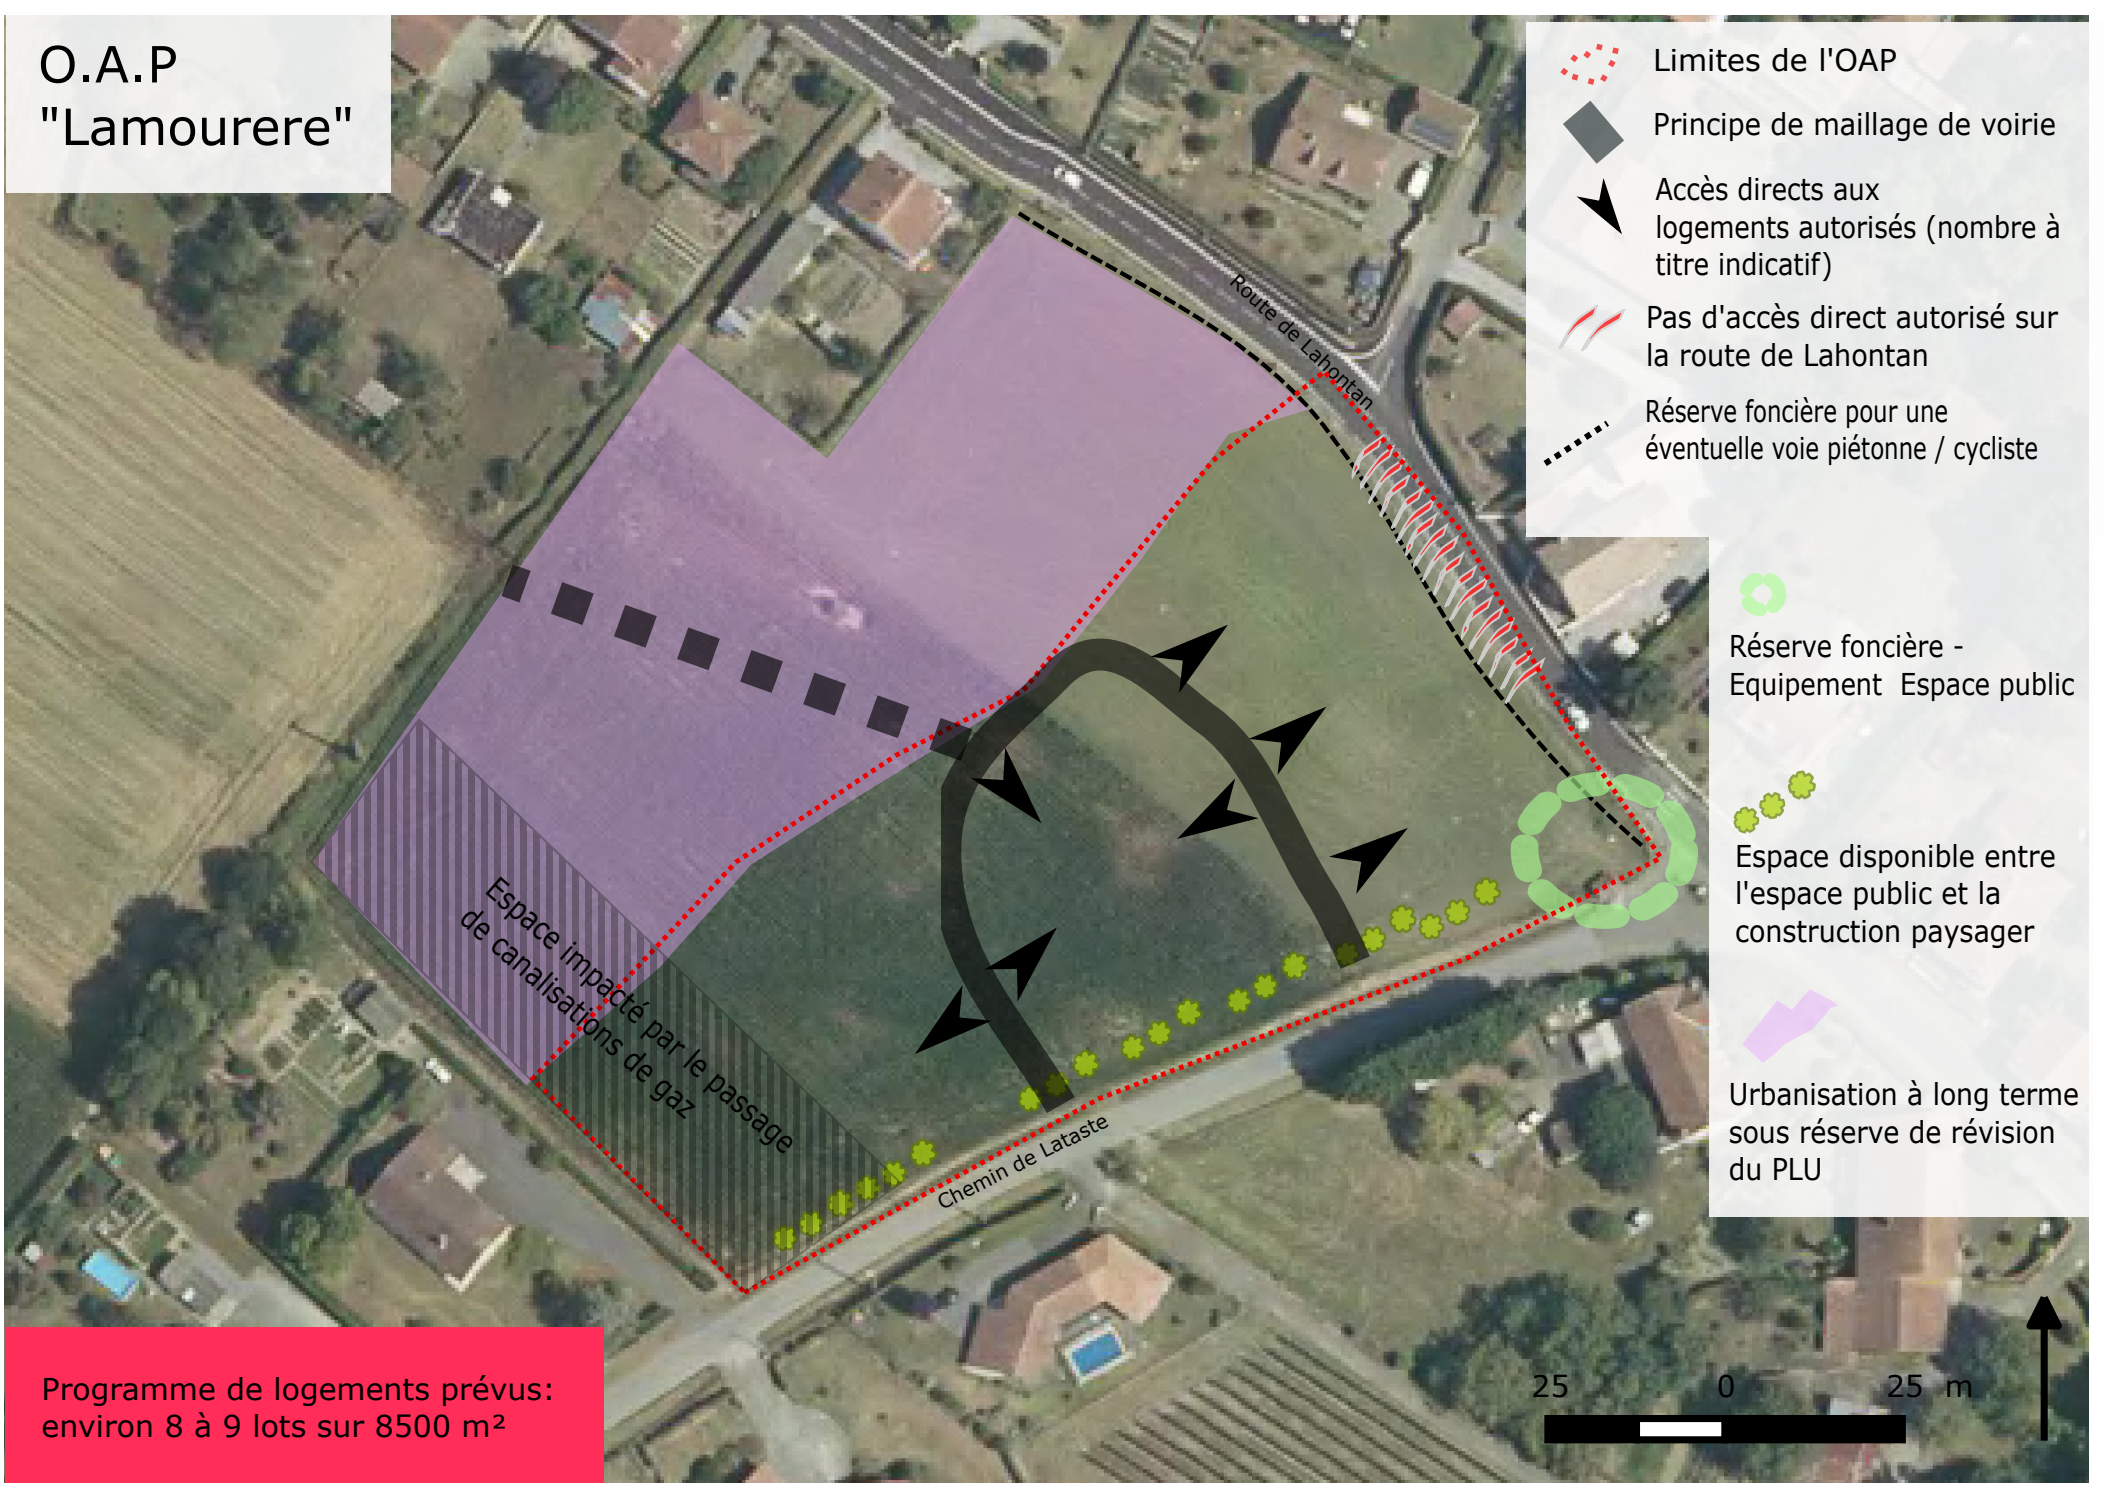 O.A.P
"Lamourere"
Limites de l'OAP
Principe de maillage de voirie
Accès directs aux
logements autorisés (nombre à
titre indicatif)
Pas d'accès direct autorisé sur
la route de Lahontan
Réserve foncière pour une
éventuelle voie piétonne / cycliste
Réserve foncière -
Equipement  Espace public
Espace disponible entre
l'espace public et la
construction paysager
Urbanisation à long terme
sous réserve de révision
du PLU
Route de Lahontan
Espace impacté par le passage
de canalisations de gaz
Chemin de Lataste
Programme de logements prévus:
environ 8 à 9 lots sur 8500 m²
25 0 25 m